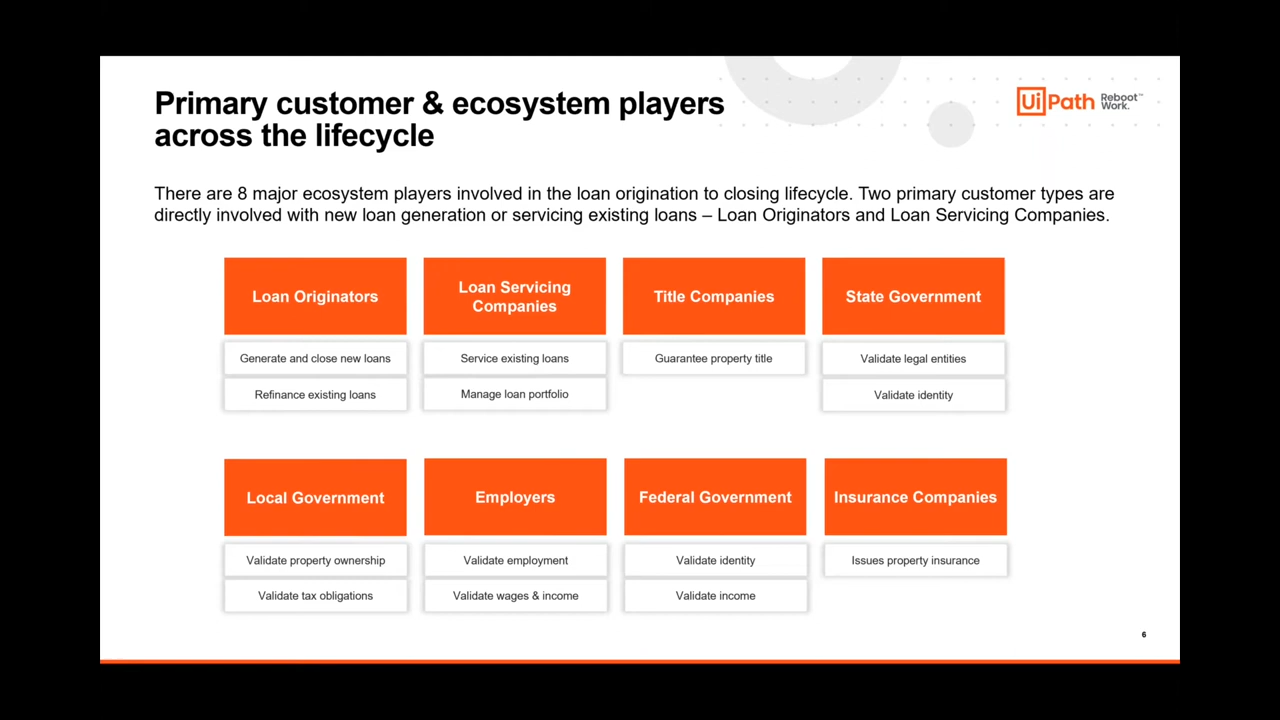 Primary customer & ecosystem players
across the lifecycle
UiPath Reboot Work.™
There are 8 major ecosystem players involved in the loan origination to closing lifecycle. Two primary customer types are
directly involved with new loan generation or servicing existing loans – Loan Originators and Loan Servicing Companies.
Loan Originators
Generate and close new loans
Refinance existing loans
Loan Servicing
Companies
Service existing loans
Manage loan portfolio
Title Companies
Guarantee property title
State Government
Validate legal entities
Validate identity
Local Government
Validate property ownership
Validate tax obligations
Employers
Validate employment
Validate wages & income
Federal Government
Validate identity
Validate income
Insurance Companies
Issues property insurance
6